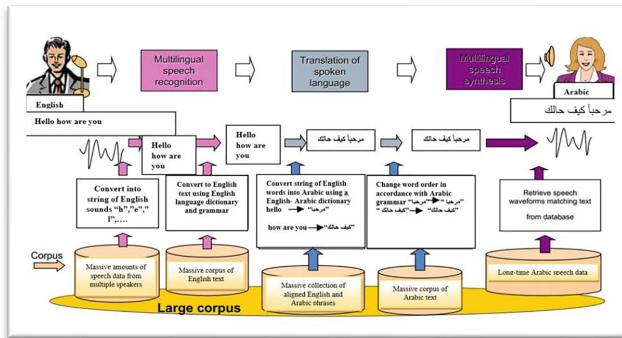 Multilingual
speech
recognition
Translation of
spoken
language
Multilingual
speech
synthesis
English
Arabic
Hello how are you
مرحباً كيف حالك
Hello
how are
you
Hello
how are
you
مرحباً كيف حالك
مرحباً كيف حالك
Convert into
string of English
sounds "h","e","
l",....
Convert to English
text using English
language dictionary
and grammar
Convert string of English
words into Arabic using a
English- Arabic dictionary
hello "مرحباً"
how are you "كيف حالك"
Change word order in
accordance with Arabic
grammar "مرحباً" "مرحباً"
"كيف حالك" "كيف حالك"
Retrieve speech
waveforms matching text
from database
Corpus
Massive amounts of
speech data from
multiple speakers
Massive corpus of
English text
Massive collection of
aligned English and
Arabic phrases
Massive corpus of
Arabic text
Long-time Arabic speech data
Large corpus